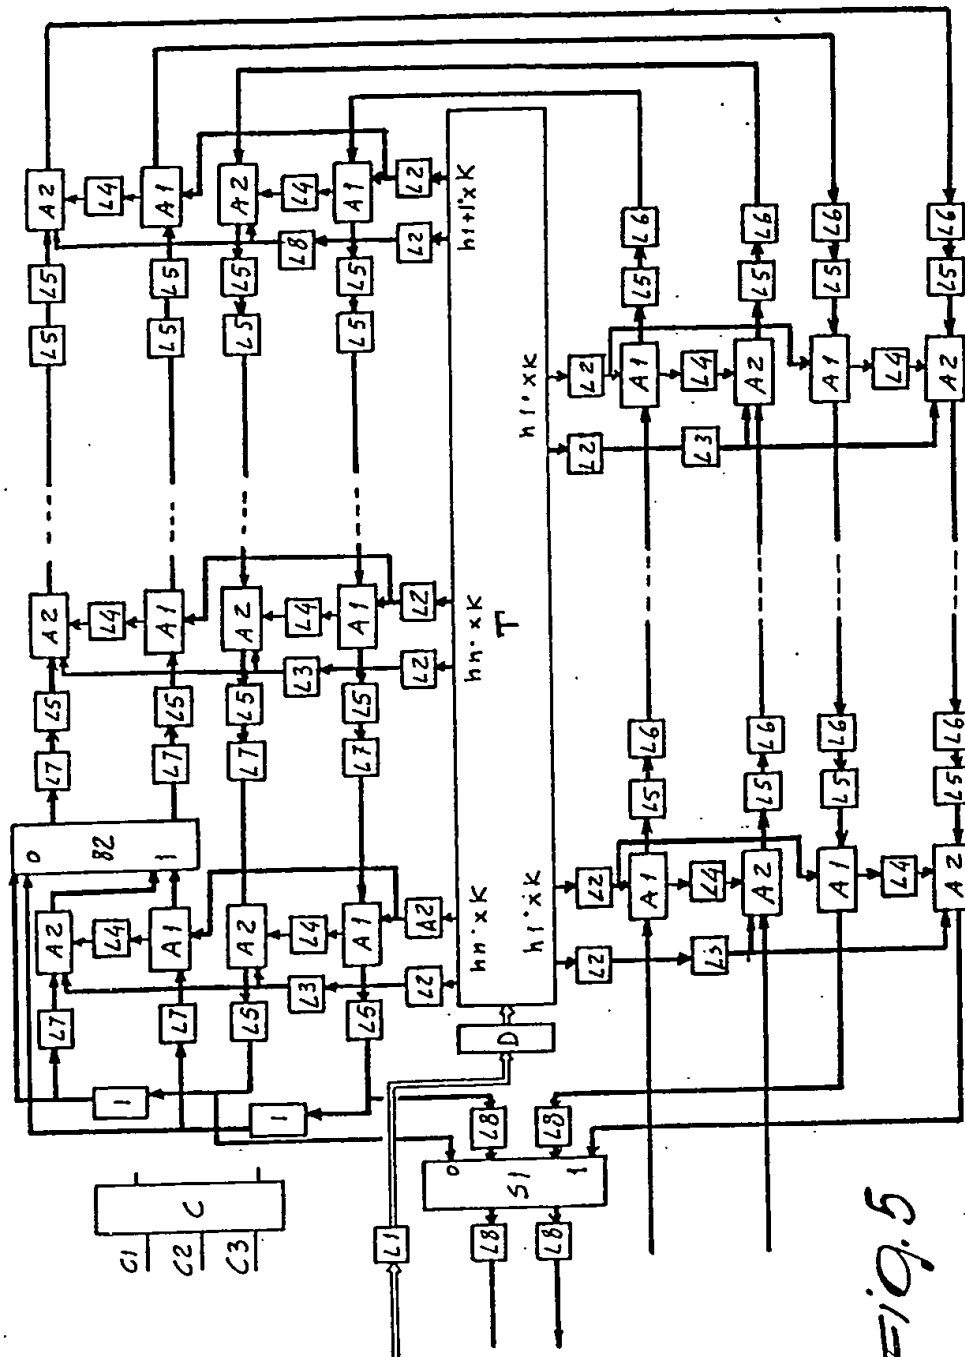 L7 A2 0 L7 L5 A2 L5 L5 A2
C1 1 L4 82 L4 L4
C2 C L7 A1 1 L7 L5 A1 L5 L5 A1
C3 1 L5 A2 L7 L5 A2 L5 L5 A2
L3 L4 L3 L4 L8 L4
L5 A1 L7 L5 A1 L5 L5 A1
L1 L2 A2 L2 L2 L2 L2
0 hn·xK hn·xK h1+1·xK
L8 L8 D T
S1
L8 L8 1 h1·xK h1·xK
L2 L2 L2 L2
A1 L5 L6 A1 L5 L6
L3 L4 L3 L4
A2 L5 L6 A2 L5 L6
A1 L5 L6 A1 L5 L6
L4 L4
A2 L5 L6 A2 L5 L6
Fig.5